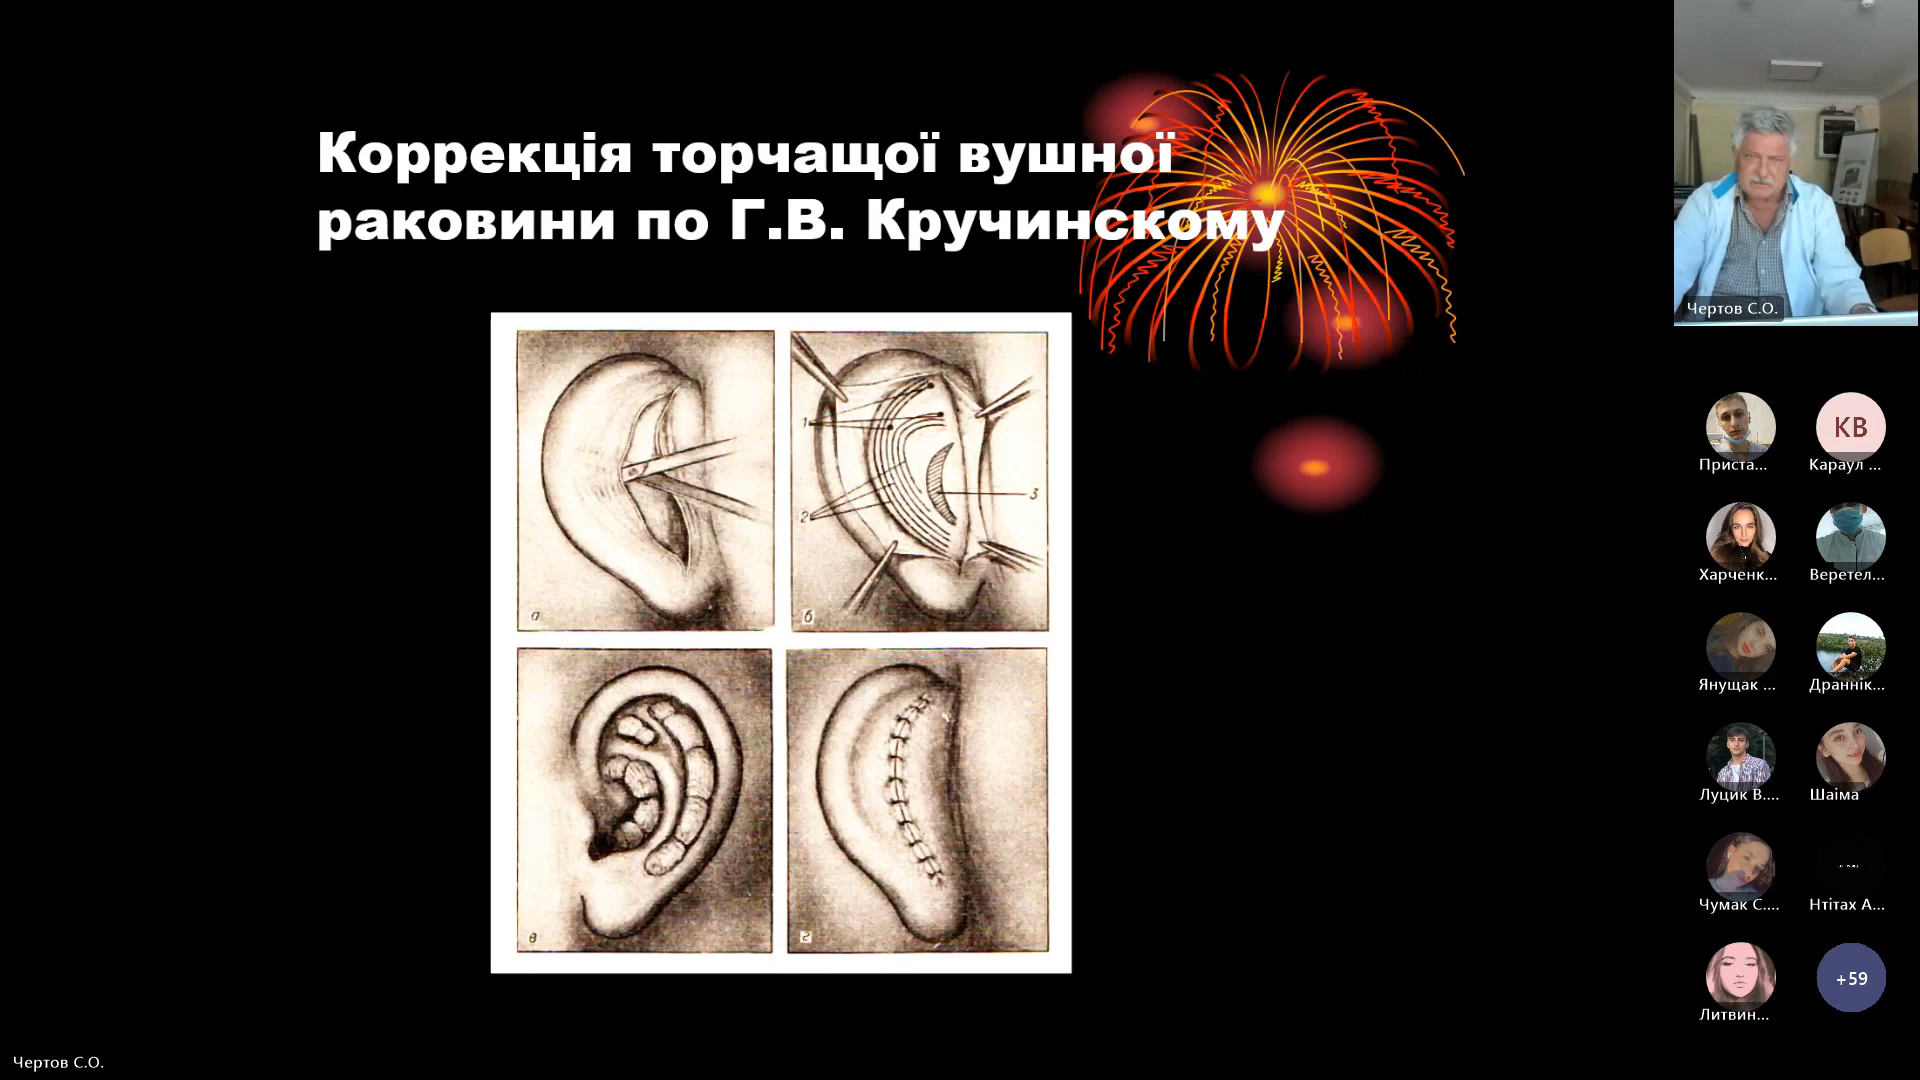 Коррекція торчащої вушної
раковини по Г.В. Кручинскому
1
2
3
а
б
в
г
Чертов С.О.
Приста...
КВ
Караул ...
Харченк...
Веретел...
Янущак ...
Драннік...
Луцик В....
Шаіма
Чумак С....
Нтітах А...
Литвин...
+59
Чертов С.О.